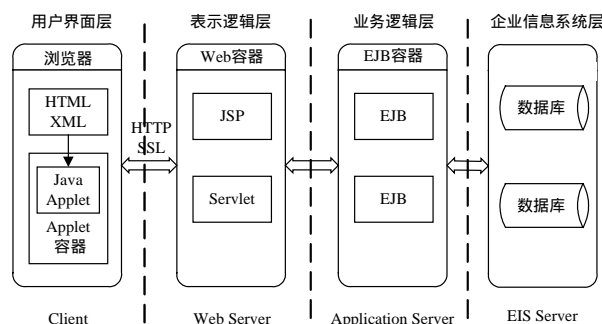 用户界面层
表示逻辑层
业务逻辑层
企业信息系统层
浏览器
Web容器
EJB容器
HTML
XML
HTTP
SSL
JSP
EJB
数据库
Java
Applet
Applet
容器
Servlet
EJB
数据库
Client
Web Server
Application Server
EIS Server